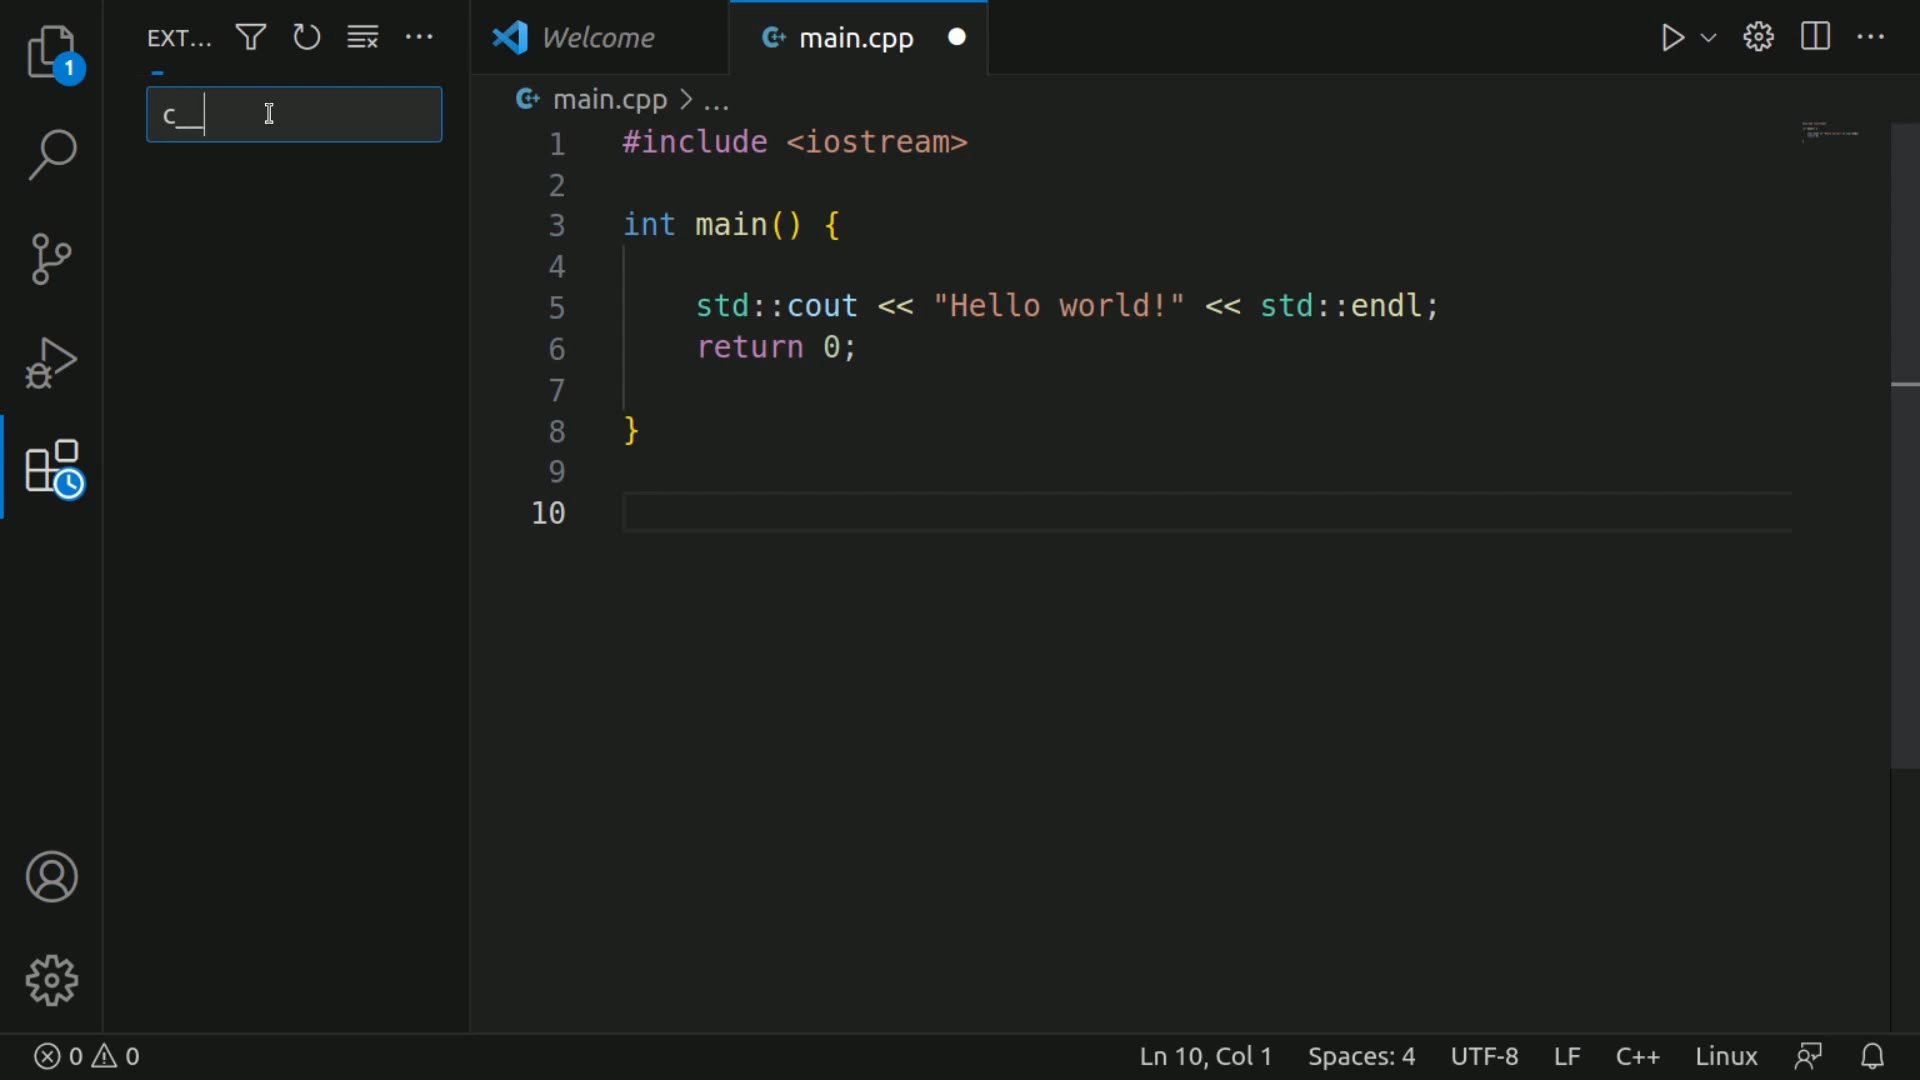 EXT...
1
c__
Welcome
main.cpp
main.cpp > ...
1 #include <iostream>
2
3 int main() {
4
5     std::cout << "Hello world!" << std::endl;
6     return 0;
7
8 }
9
10
0 0
Ln 10, Col 1 Spaces: 4 UTF-8 LF C++ Linux